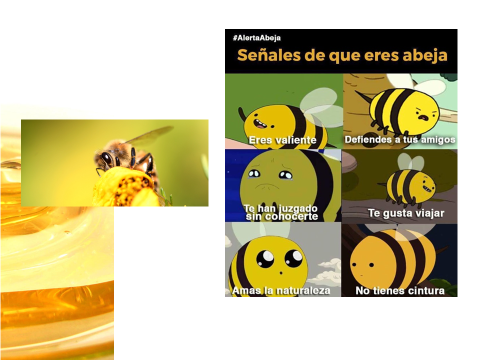 #AlertaAbeja
Señales de que eres abeja
Eres valiente
Defiendes a tus amigos
Te han juzgado
sin conocerte
Te gusta viajar
Amas la naturaleza
No tienes cintura